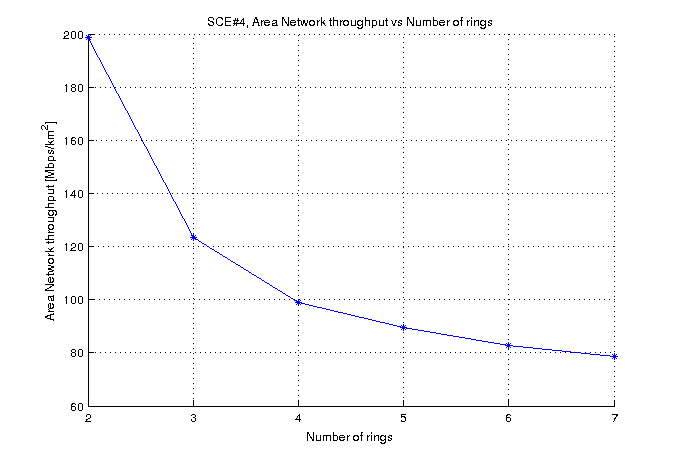 SCE#4, Area Network throughput vs Number of rings
200
180
160
140
120
100
80
60
Area Network throughput [Mbps/km²]
2 3 4 5 6 7
Number of rings